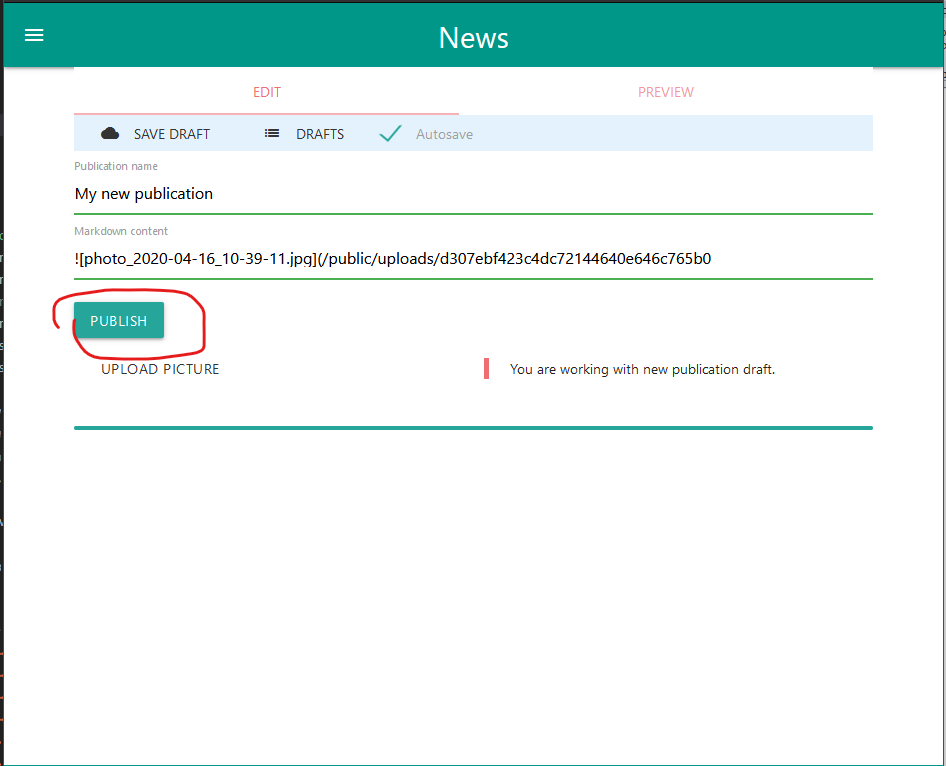 News
EDIT PREVIEW
SAVE DRAFT DRAFTS Autosave
Publication name
My new publication
Markdown content
![photo_2020-04-16_10-39-11.jpg](/public/uploads/d307ebf423c4dc72144640e646c765b0
PUBLISH
UPLOAD PICTURE You are working with new publication draft.